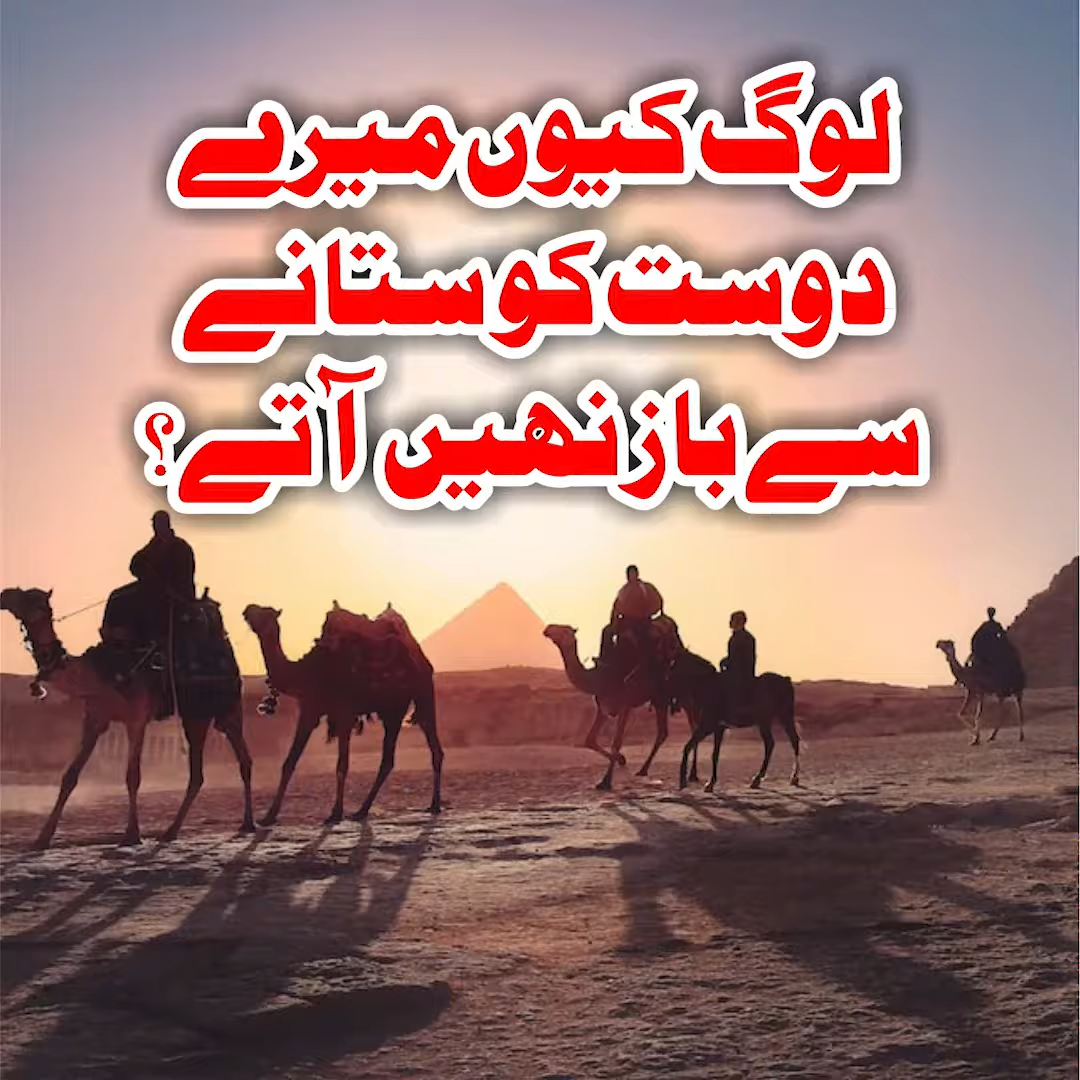 لوگ کیوں میرے
دوست کو ستانے
سے باز نہیں آتے؟